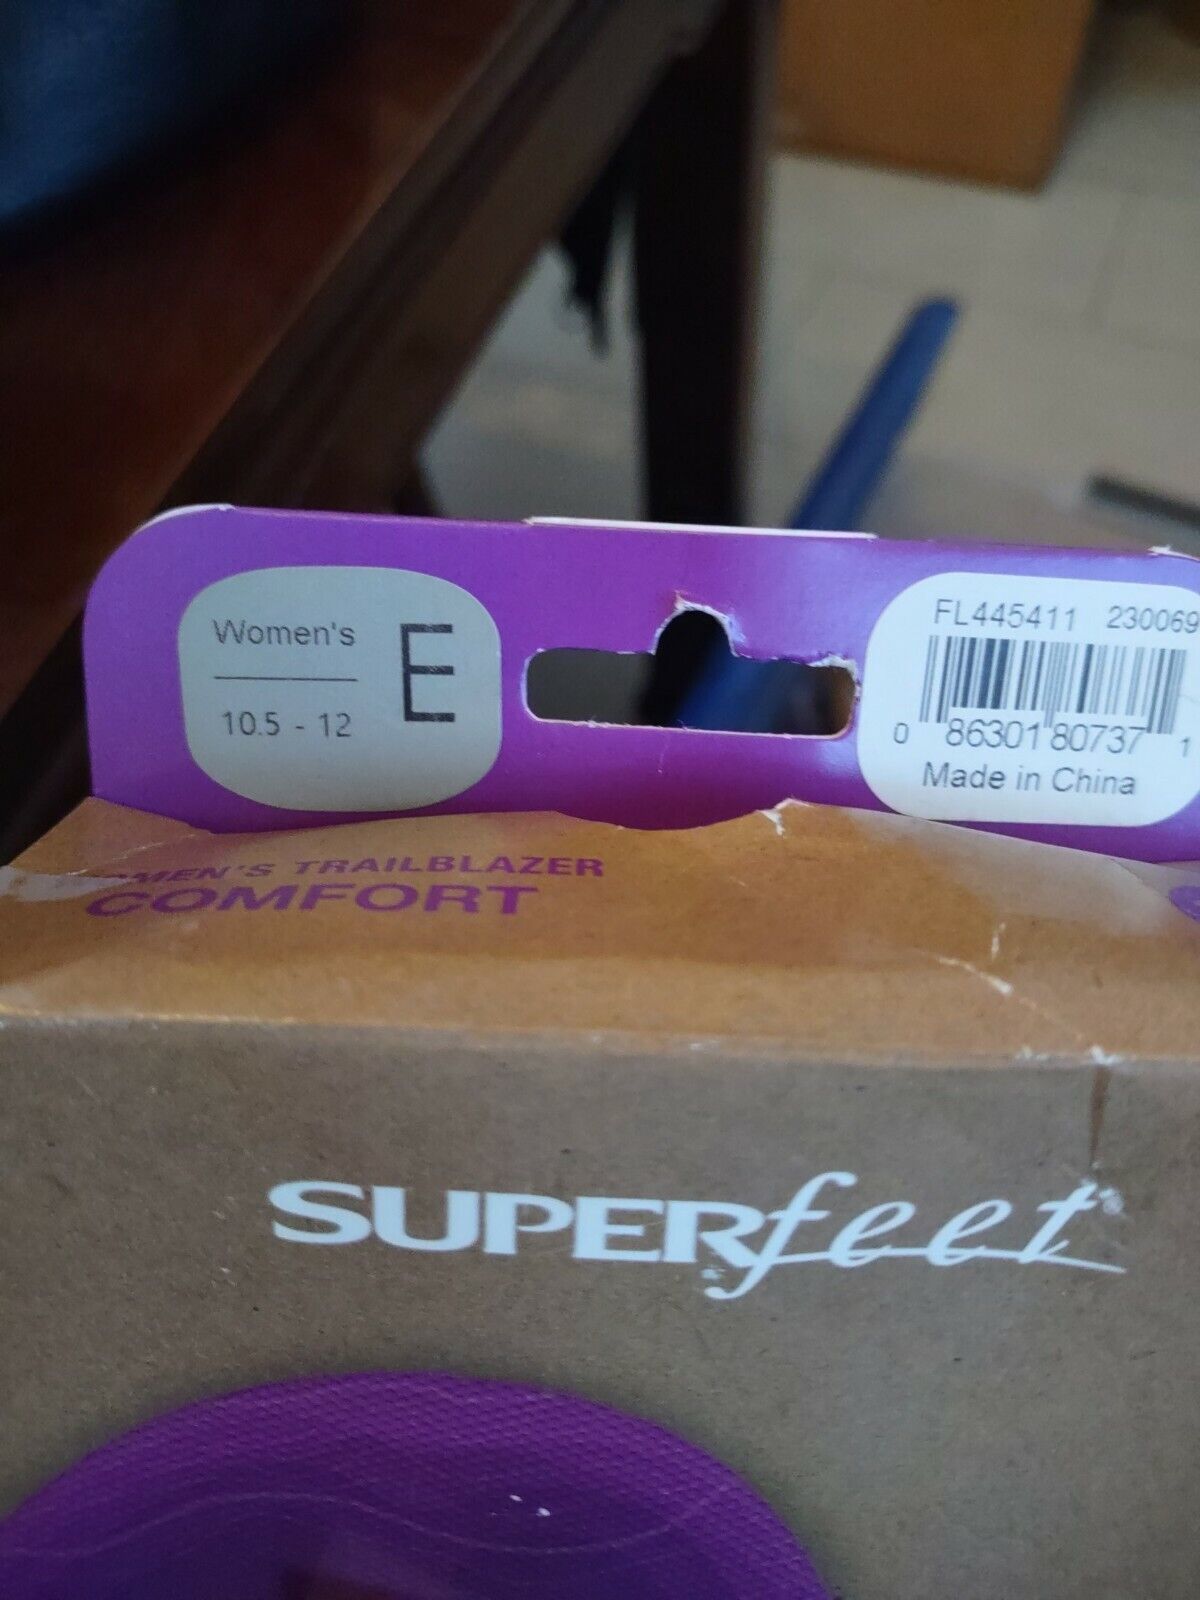 Women's
10.5 - 12
E
FL445411 230069
0 86301 80737 1
Made in China
TRAILBLAZER
COMFORT
SUPERfeet®